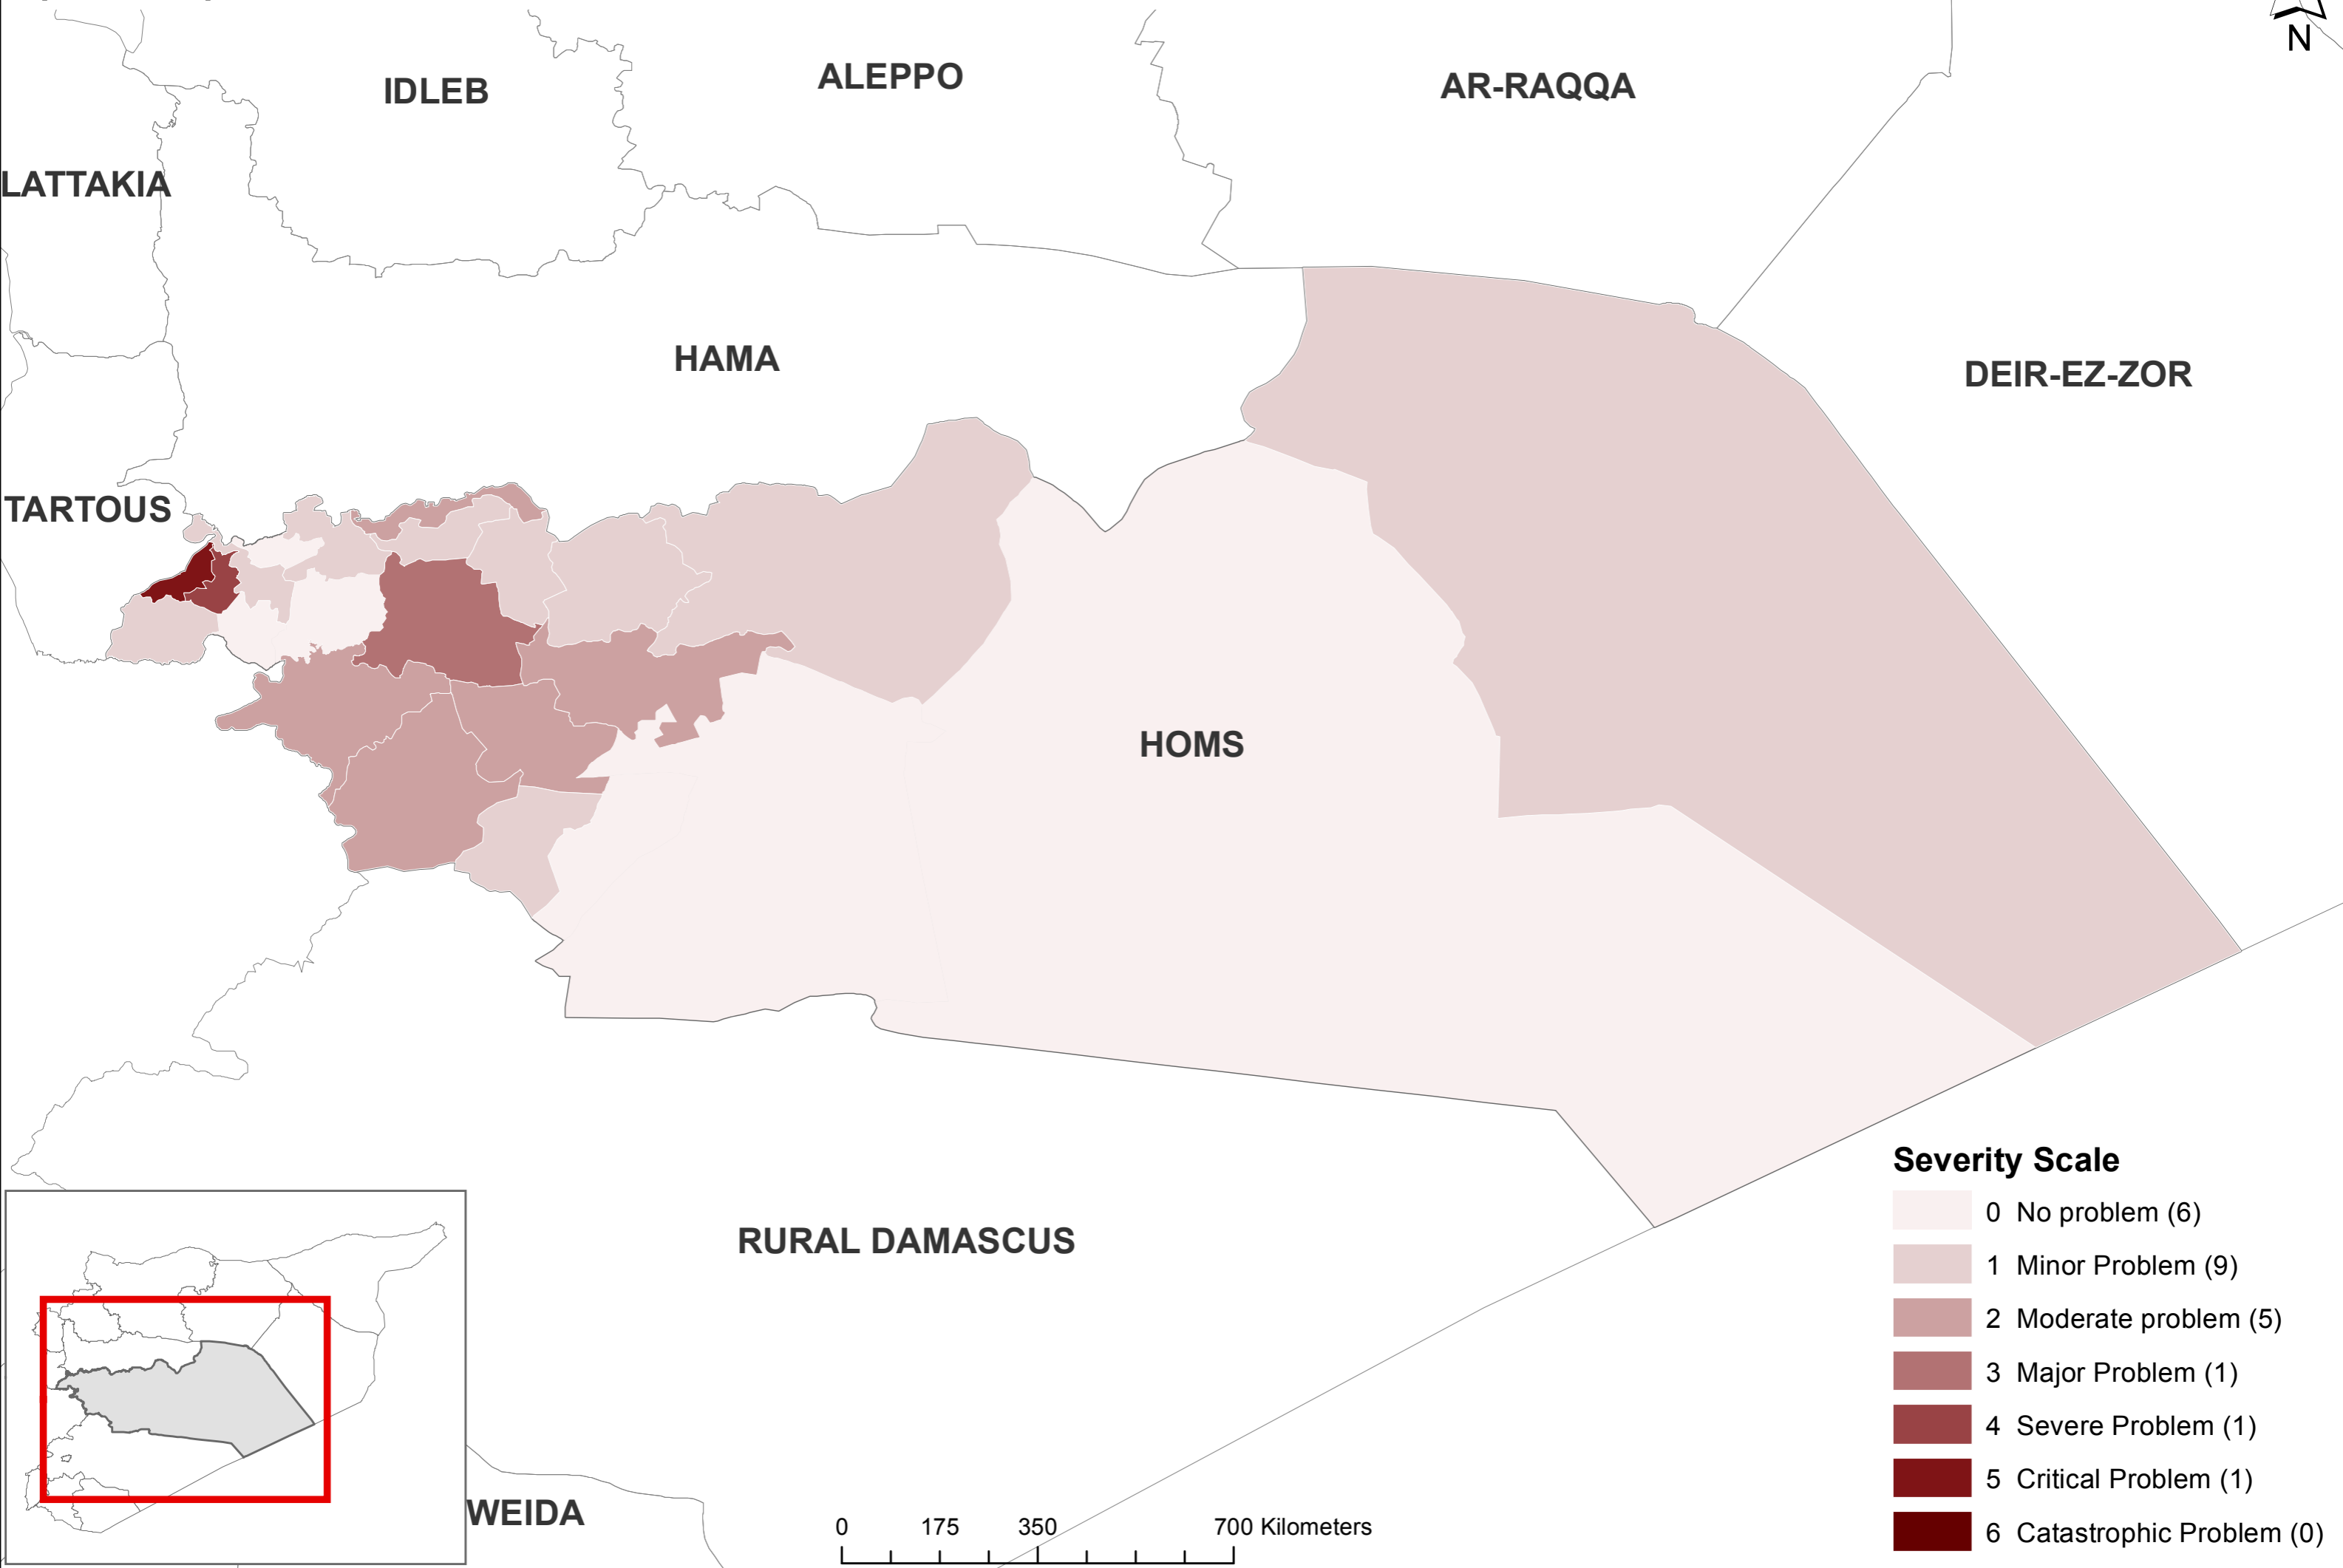 N
IDLEB
ALEPPO
AR-RAQQA
LATTAKIA
HAMA
DEIR-EZ-ZOR
TARTOUS
HOMS
RURAL DAMASCUS
WEIDA
Severity Scale
0 No problem (6)
1 Minor Problem (9)
2 Moderate problem (5)
3 Major Problem (1)
4 Severe Problem (1)
5 Critical Problem (1)
6 Catastrophic Problem (0)
0 175 350 700 Kilometers